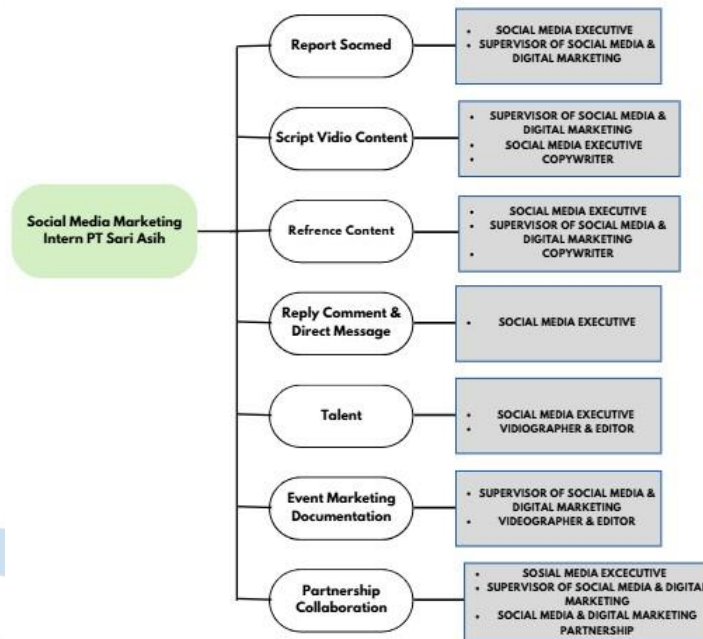 Social Media Marketing
Intern PT Sari Asih
Report Socmed
• SOCIAL MEDIA EXECUTIVE
• SUPERVISOR OF SOCIAL MEDIA &
DIGITAL MARKETING
Script Vidio Content
• SUPERVISOR OF SOCIAL MEDIA &
DIGITAL MARKETING
• SOCIAL MEDIA EXECUTIVE
• COPYWRITER
Refrence Content
• SOCIAL MEDIA EXECUTIVE
• SUPERVISOR OF SOCIAL MEDIA &
DIGITAL MARKETING
• COPYWRITER
Reply Comment &
Direct Message
• SOCIAL MEDIA EXECUTIVE
Talent
• SOCIAL MEDIA EXECUTIVE
• VIDIOGRAPHER & EDITOR
Event Marketing
Documentation
• SUPERVISOR OF SOCIAL MEDIA &
DIGITAL MARKETING
• VIDEOGRAPHER & EDITOR
Partnership
Collaboration
• SOSIAL MEDIA EXCECUTIVE
• SUPERVISOR OF SOCIAL MEDIA & DIGITAL
MARKETING
• SOCIAL MEDIA & DIGITAL MARKETING
PARTNERSHIP